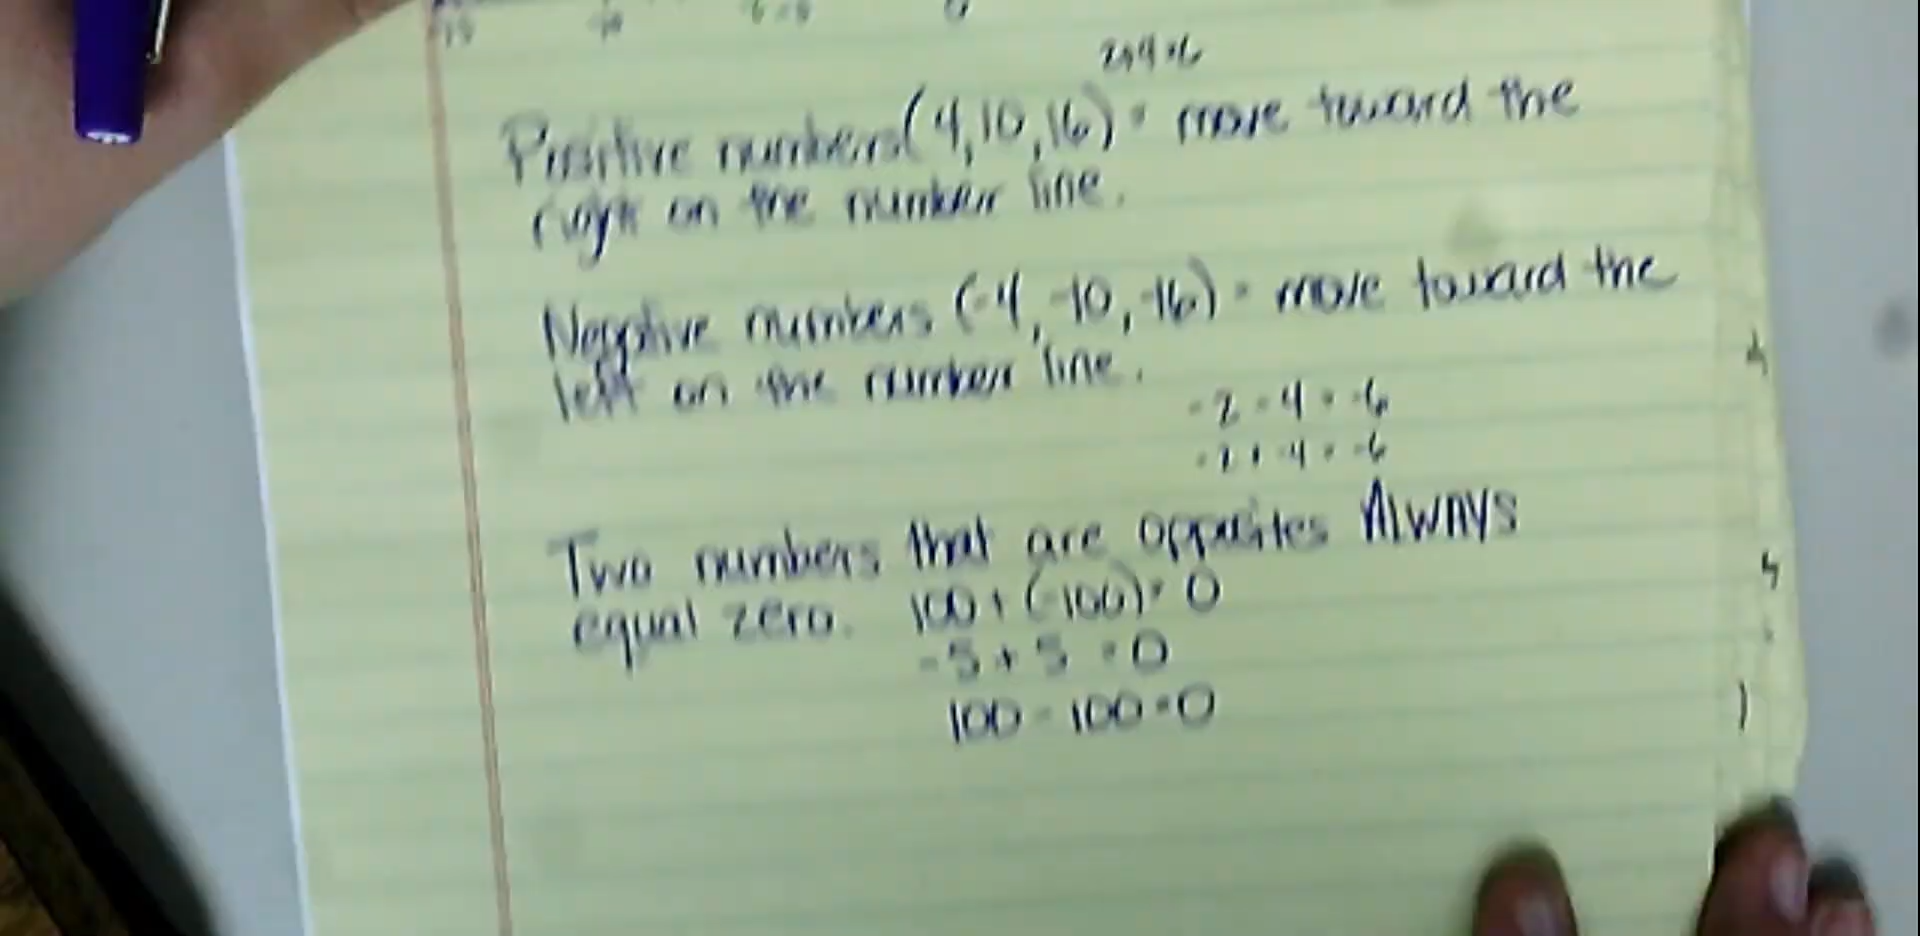 2+4=6
Positive numbers (4,10,16) = move toward the
right on the number line.
Negative numbers (-4, -10, -16) = move toward the
left on the number line.
-2 - 4 = -6
-2 + -4 = -6
Two numbers that are opposites ALWAYS
equal zero. 100 + (-100) = 0
-5 + 5 = 0
100 - 100 = 0